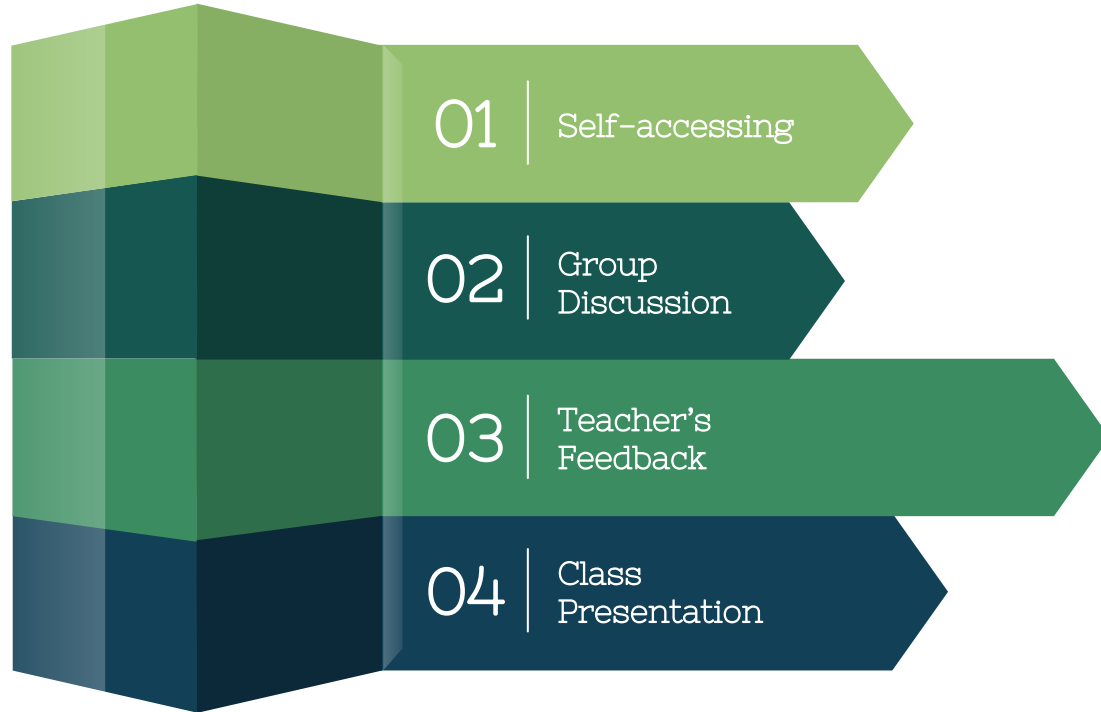 01
Self-accessing
02
Group
Discussion
03
Teacher’s
Feedback
04
Class
Presentation